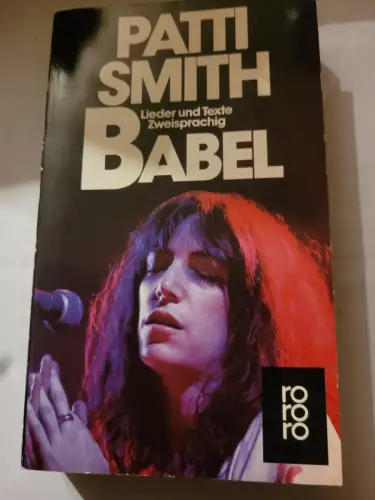 PATTI
SMITH
Lieder und Texte
Zweisprachig
BABEL
ro
ro
ro